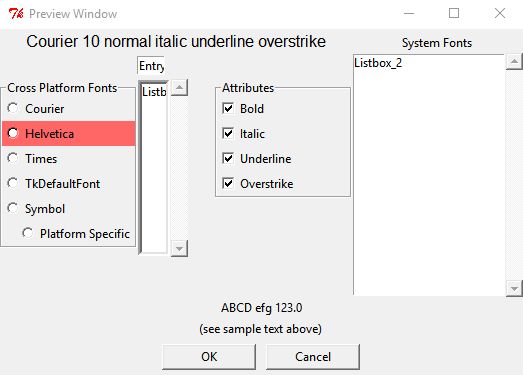 Preview Window
Courier 10 normal italic underline overstrike
System Fonts
Entry
Listbox_2
Cross Platform Fonts
Listb
Attributes
Courier
Bold
Helvetica
Italic
Times
Underline
TkDefaultFont
Overstrike
Symbol
Platform Specific
ABCD efg 123.0
(see sample text above)
OK
Cancel